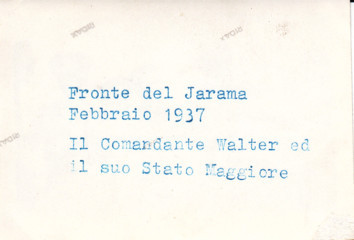 Fronte del Jarama
Febbraio 1937
Il Comandante Walter ed
il suo Stato Maggiore